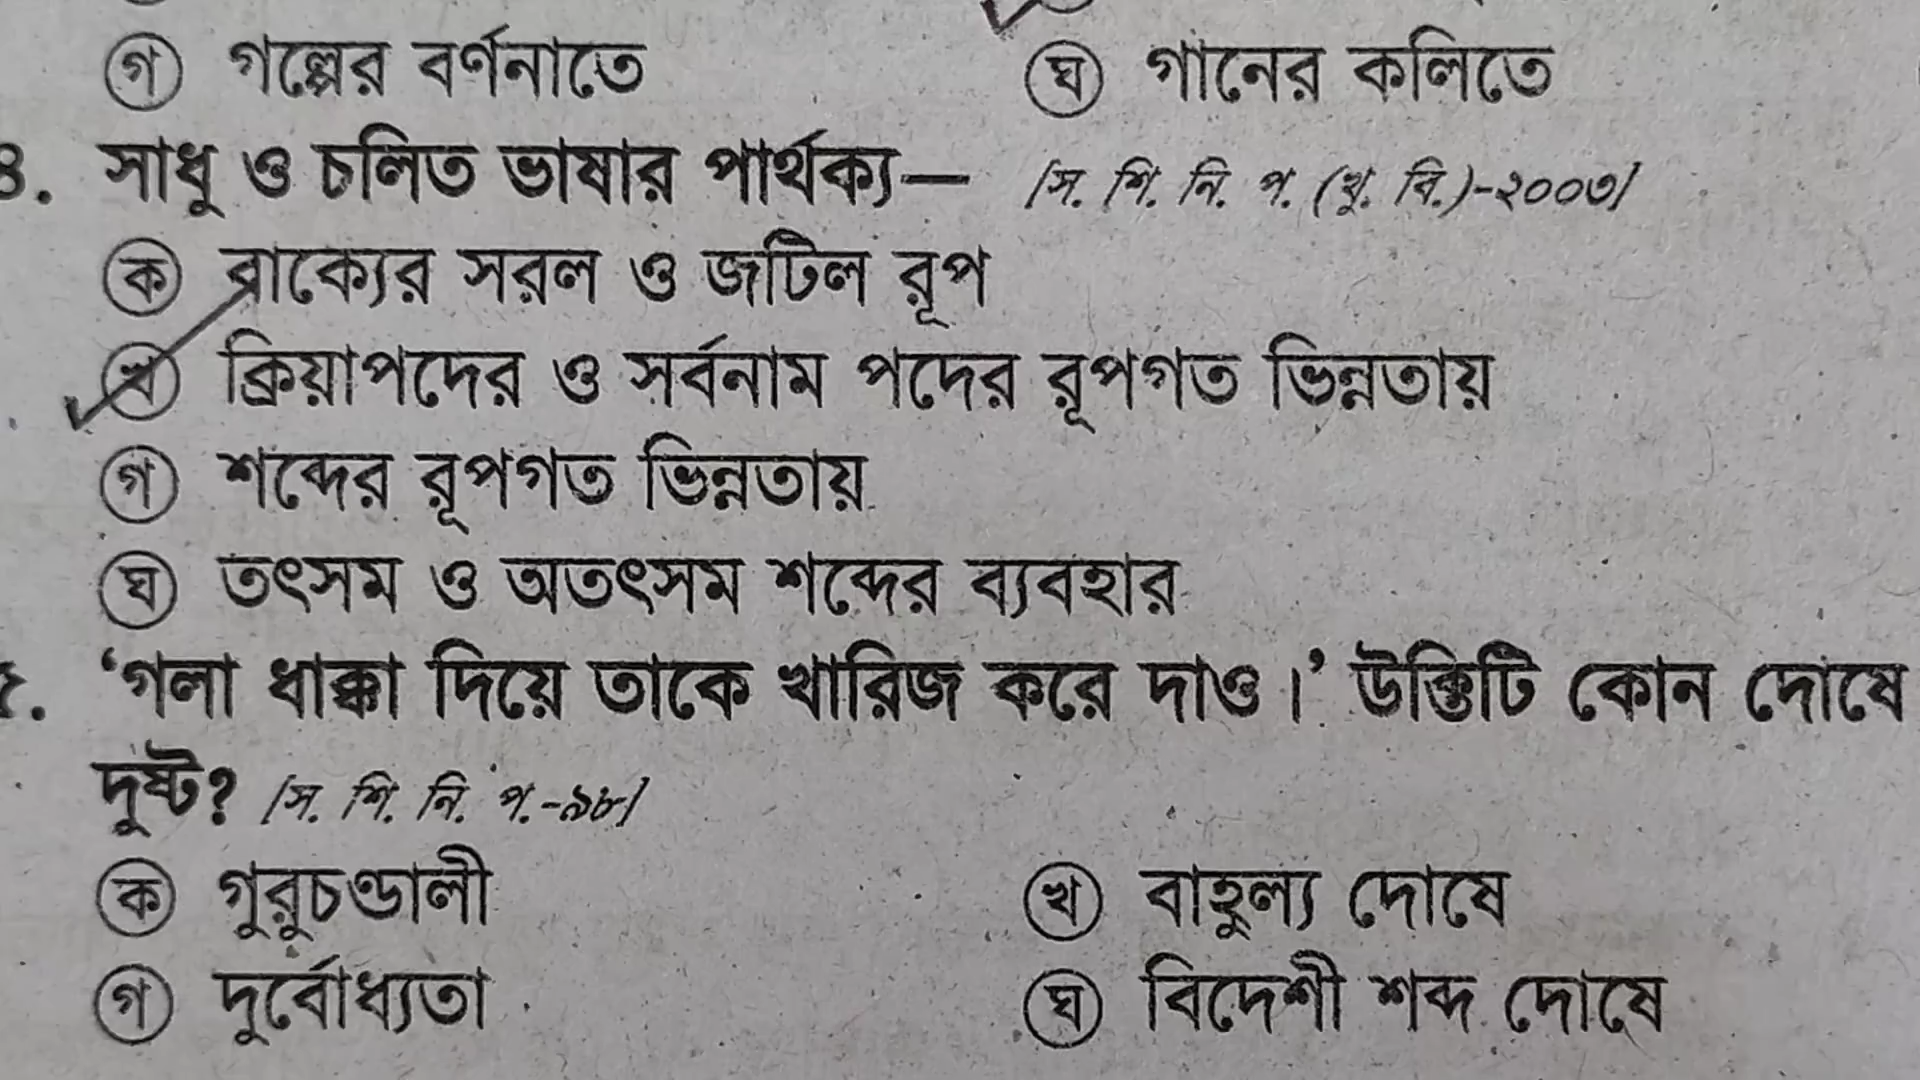 গ গল্পের বর্ণনাতে ঘ গানের কলিতে
৪. সাধু ও চলিত ভাষার পার্থক্য— [স. শি. নি. প. (খু. বি.)-২০০৩]
ক বাক্যের সরল ও জটিল রূপ
খ ক্রিয়াপদের ও সর্বনাম পদের রূপগত ভিন্নতায়
গ শব্দের রূপগত ভিন্নতায়
ঘ তৎসম ও অতৎসম শব্দের ব্যবহার
৫. ‘গলা ধাক্কা দিয়ে তাকে খারিজ করে দাও।’ উক্তিটি কোন দোষে
দুষ্ট? [স. শি. নি. প.-৯৮]
ক গুরুচণ্ডালী খ বাহুল্য দোষে
গ দুর্বোধ্যতা ঘ বিদেশী শব্দ দোষে